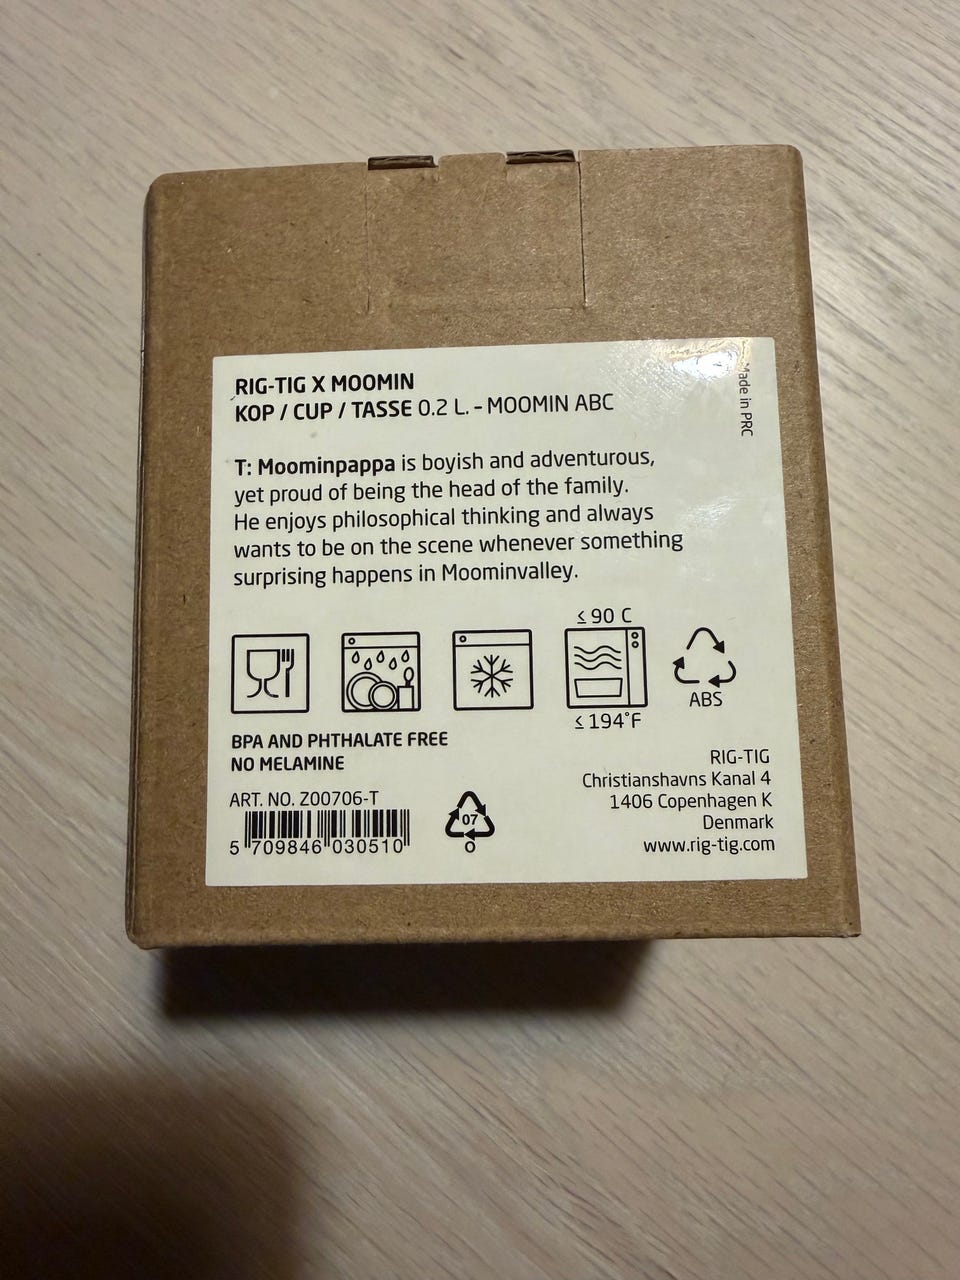 RIG-TIG X MOOMIN
KOP / CUP / TASSE 0.2 L. – MOOMIN ABC
Made in PRC
T: Moominpappa is boyish and adventurous,
yet proud of being the head of the family.
He enjoys philosophical thinking and always
wants to be on the scene whenever something
surprising happens in Moominvalley.
≤ 90 C
≤ 194°F
ABS
BPA AND PHTHALATE FREE
NO MELAMINE
ART. NO. Z00706-T
5 709846 030510
07
O
RIG-TIG
Christianshavns Kanal 4
1406 Copenhagen K
Denmark
www.rig-tig.com